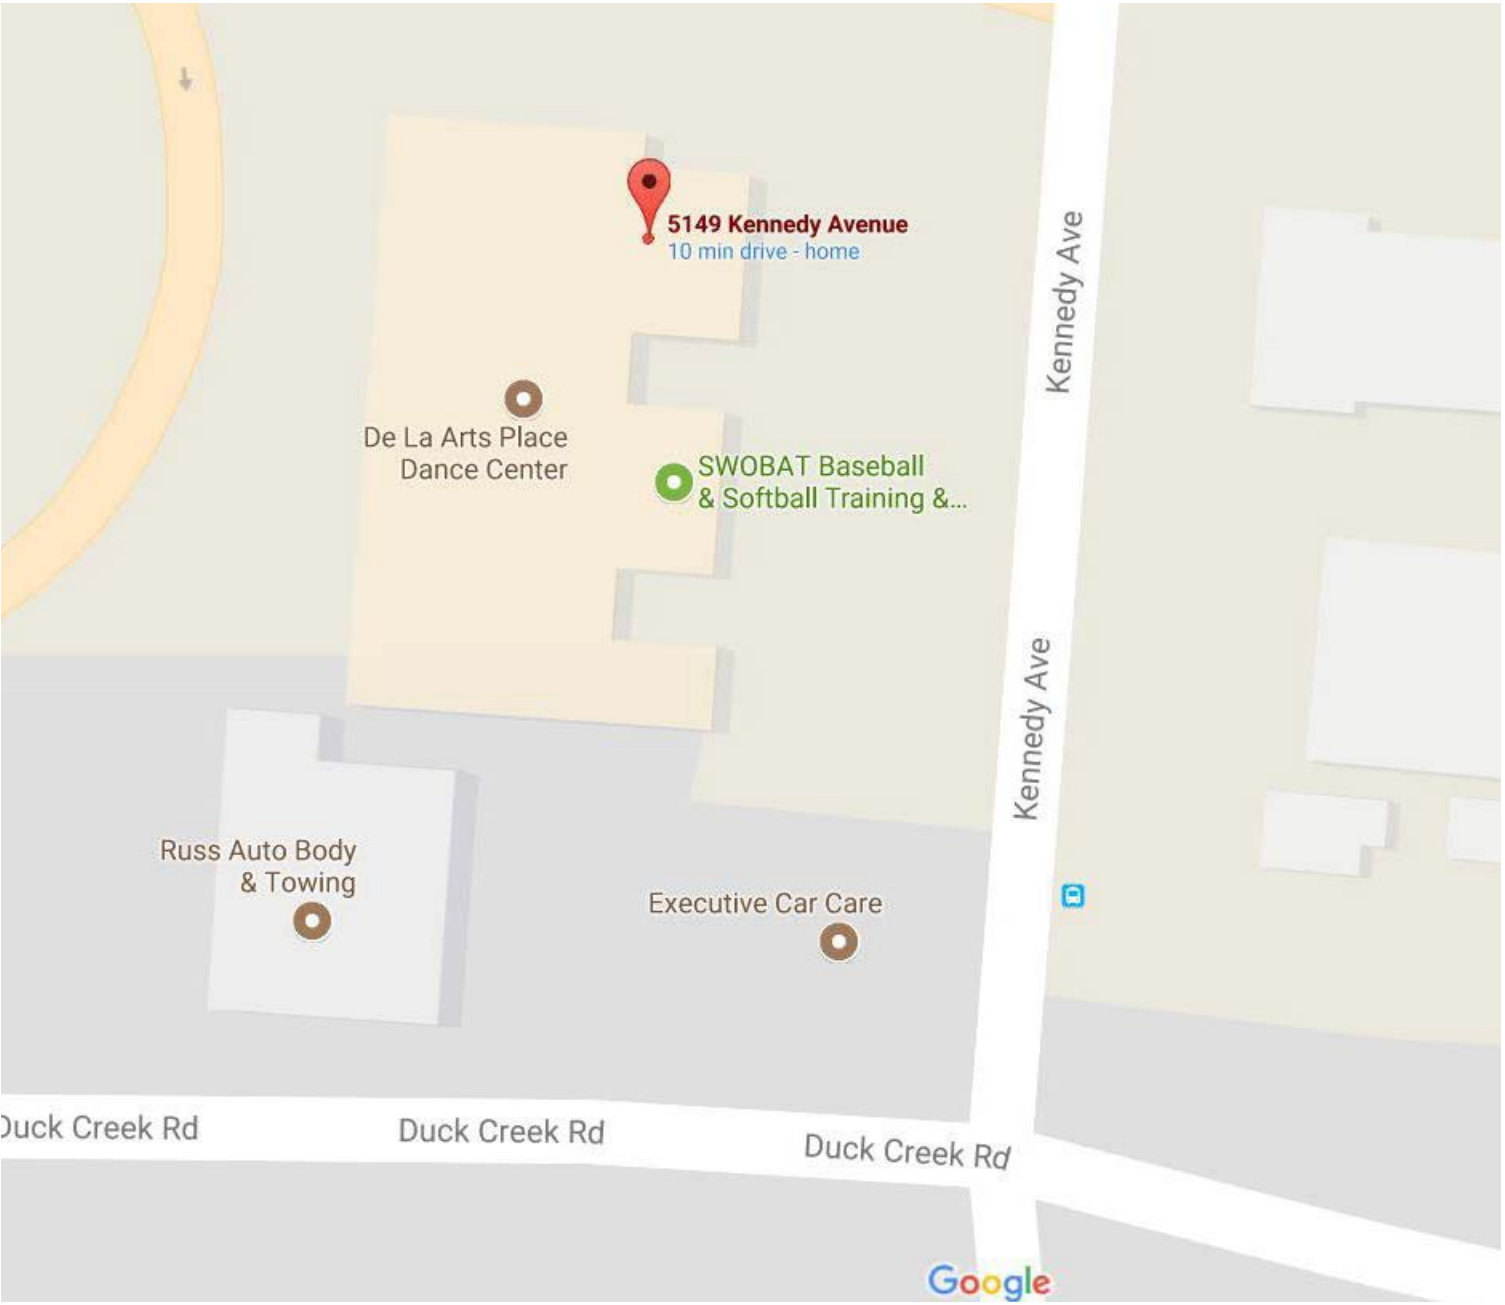 5149 Kennedy Avenue
10 min drive - home
Kennedy Ave
De La Arts Place
Dance Center
SWOBAT Baseball
& Softball Training &...
Kennedy Ave
Russ Auto Body
& Towing
Executive Car Care
Duck Creek Rd
Duck Creek Rd
Duck Creek Rd
Google